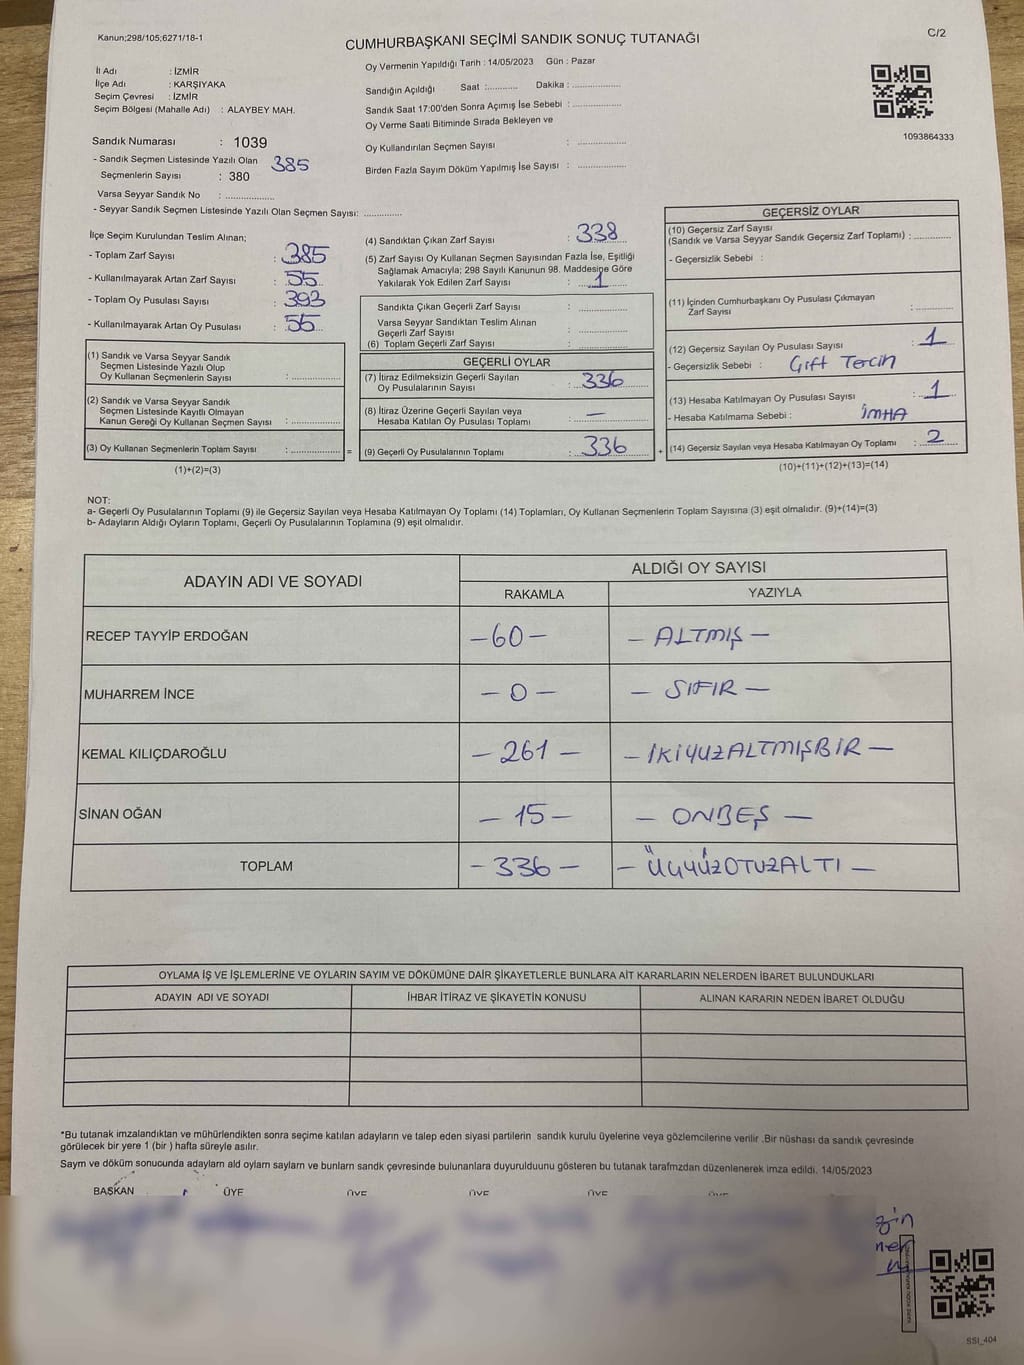 Kanun;298/105;6271/18-1
C/2
CUMHURBAŞKANI SEÇİMİ SANDIK SONUÇ TUTANAĞI
İl Adı : İZMİR
İlçe Adı : KARŞIYAKA
Seçim Çevresi : İZMİR
Seçim Bölgesi (Mahalle Adı) : ALAYBEY MAH.
Oy Vermenin Yapıldığı Tarih : 14/05/2023 Gün : Pazar
Sandığın Açıldığı Saat :............ Dakika : ..................
Sandık Saat 17:00'den Sonra Açımış İse Sebebi : ..................
Oy Verme Saati Bitiminde Sırada Bekleyen ve
Oy Kullandırılan Seçmen Sayısı : ..................
Birden Fazla Sayım Döküm Yapılmış İse Sayısı : ..................
1093864333
Sandık Numarası : 1039
- Sandık Seçmen Listesinde Yazılı Olan 385
Seçmenlerin Sayısı : 380
Varsa Seyyar Sandık No : ..................
- Seyyar Sandık Seçmen Listesinde Yazılı Olan Seçmen Sayısı: ..............
İlçe Seçim Kurulundan Teslim Alınan;
- Toplam Zarf Sayısı : 385
- Kullanılmayarak Artan Zarf Sayısı : 55
- Toplam Oy Pusulası Sayısı : 393
- Kullanılmayarak Artan Oy Pusulası : 55
(1) Sandık ve Varsa Seyyar Sandık
Seçmen Listesinde Yazılı Olup
Oy Kullanan Seçmenlerin Sayısı : ..................
(2) Sandık ve Varsa Seyyar Sandık
Seçmen Listesinde Kayıtlı Olmayan
Kanun Gereği Oy Kullanan Seçmen Sayısı : ..................
(3) Oy Kullanan Seçmenlerin Toplam Sayısı : .................. =
(1)+(2)=(3)
(4) Sandıktan Çıkan Zarf Sayısı : 338
(5) Zarf Sayısı Oy Kullanan Seçmen Sayısından Fazla İse, Eşitliği
Sağlamak Amacıyla; 298 Sayılı Kanunun 98. Maddesine Göre
Yakılarak Yok Edilen Zarf Sayısı : 1
Sandıkta Çıkan Geçerli Zarf Sayısı : ..................
Varsa Seyyar Sandıktan Teslim Alınan
Geçerli Zarf Sayısı : ..................
(6) Toplam Geçerli Zarf Sayısı : ..................
GEÇERLİ OYLAR
(7) İtiraz Edilmeksizin Geçerli Sayılan
Oy Pusulalarının Sayısı : 336
(8) İtiraz Üzerine Geçerli Sayılan veya
Hesaba Katılan Oy Pusulası Toplamı : —
(9) Geçerli Oy Pusulalarının Toplamı : 336 +
GEÇERSİZ OYLAR
(10) Geçersiz Zarf Sayısı
(Sandık ve Varsa Seyyar Sandık Geçersiz Zarf Toplamı) : ..............
- Geçersizlik Sebebi :
(11) İçinden Cumhurbaşkanı Oy Pusulası Çıkmayan
Zarf Sayısı : ..............
(12) Geçersiz Sayılan Oy Pusulası Sayısı : 1
- Geçersizlik Sebebi : Gift Tercih
(13) Hesaba Katılmayan Oy Pusulası Sayısı : 1
- Hesaba Katılmama Sebebi : İMHA
(14) Geçersiz Sayılan veya Hesaba Katılmayan Oy Toplamı : 2
(10)+(11)+(12)+(13)=(14)
NOT:
a- Geçerli Oy Pusulalarının Toplamı (9) ile Geçersiz Sayılan veya Hesaba Katılmayan Oy Toplamı (14) Toplamları, Oy Kullanan Seçmenlerin Toplam Sayısına (3) eşit olmalıdır. (9)+(14)=(3)
b- Adayların Aldığı Oyların Toplamı, Geçerli Oy Pusulalarının Toplamına (9) eşit olmalıdır.
ADAYIN ADI VE SOYADI
ALDIĞI OY SAYISI
RAKAMLA YAZIYLA
RECEP TAYYİP ERDOĞAN -60- - ALTMIŞ -
MUHARREM İNCE - 0 - - SIFIR -
KEMAL KILIÇDAROĞLU - 261 - - İKİYUZALTMIŞBİR -
SİNAN OĞAN - 15 - - ONBEŞ -
TOPLAM - 336 - - ÜÇYÜZOTUZALTI -
OYLAMA İŞ VE İŞLEMLERİNE VE OYLARIN SAYIM VE DÖKÜMÜNE DAİR ŞİKAYETLERLE BUNLARA AİT KARARLARIN NELERDEN İBARET BULUNDUKLARI
ADAYIN ADI VE SOYADI İHBAR İTİRAZ VE ŞİKAYETİN KONUSU ALINAN KARARIN NEDEN İBARET OLDUĞU
*Bu tutanak imzalandıktan ve mühürlendikten sonra seçime katılan adayların ve talep eden siyasi partilerin sandık kurulu üyelerine veya gözlemcilerine verilir .Bir nüshası da sandık çevresinde
görülecek bir yere 1 (bir ) hafta süreyle asılır.
Saym ve döküm sonucunda adaylarn ald oylarn saylarn ve bunlarn sandk çevresinde bulunanlara duyurulduunu gösteren bu tutanak tarafmzdan düzenlenerek imza edildi. 14/05/2023
BAŞKAN ÜYE ÜYE ÜYE ÜYE
SSI_404